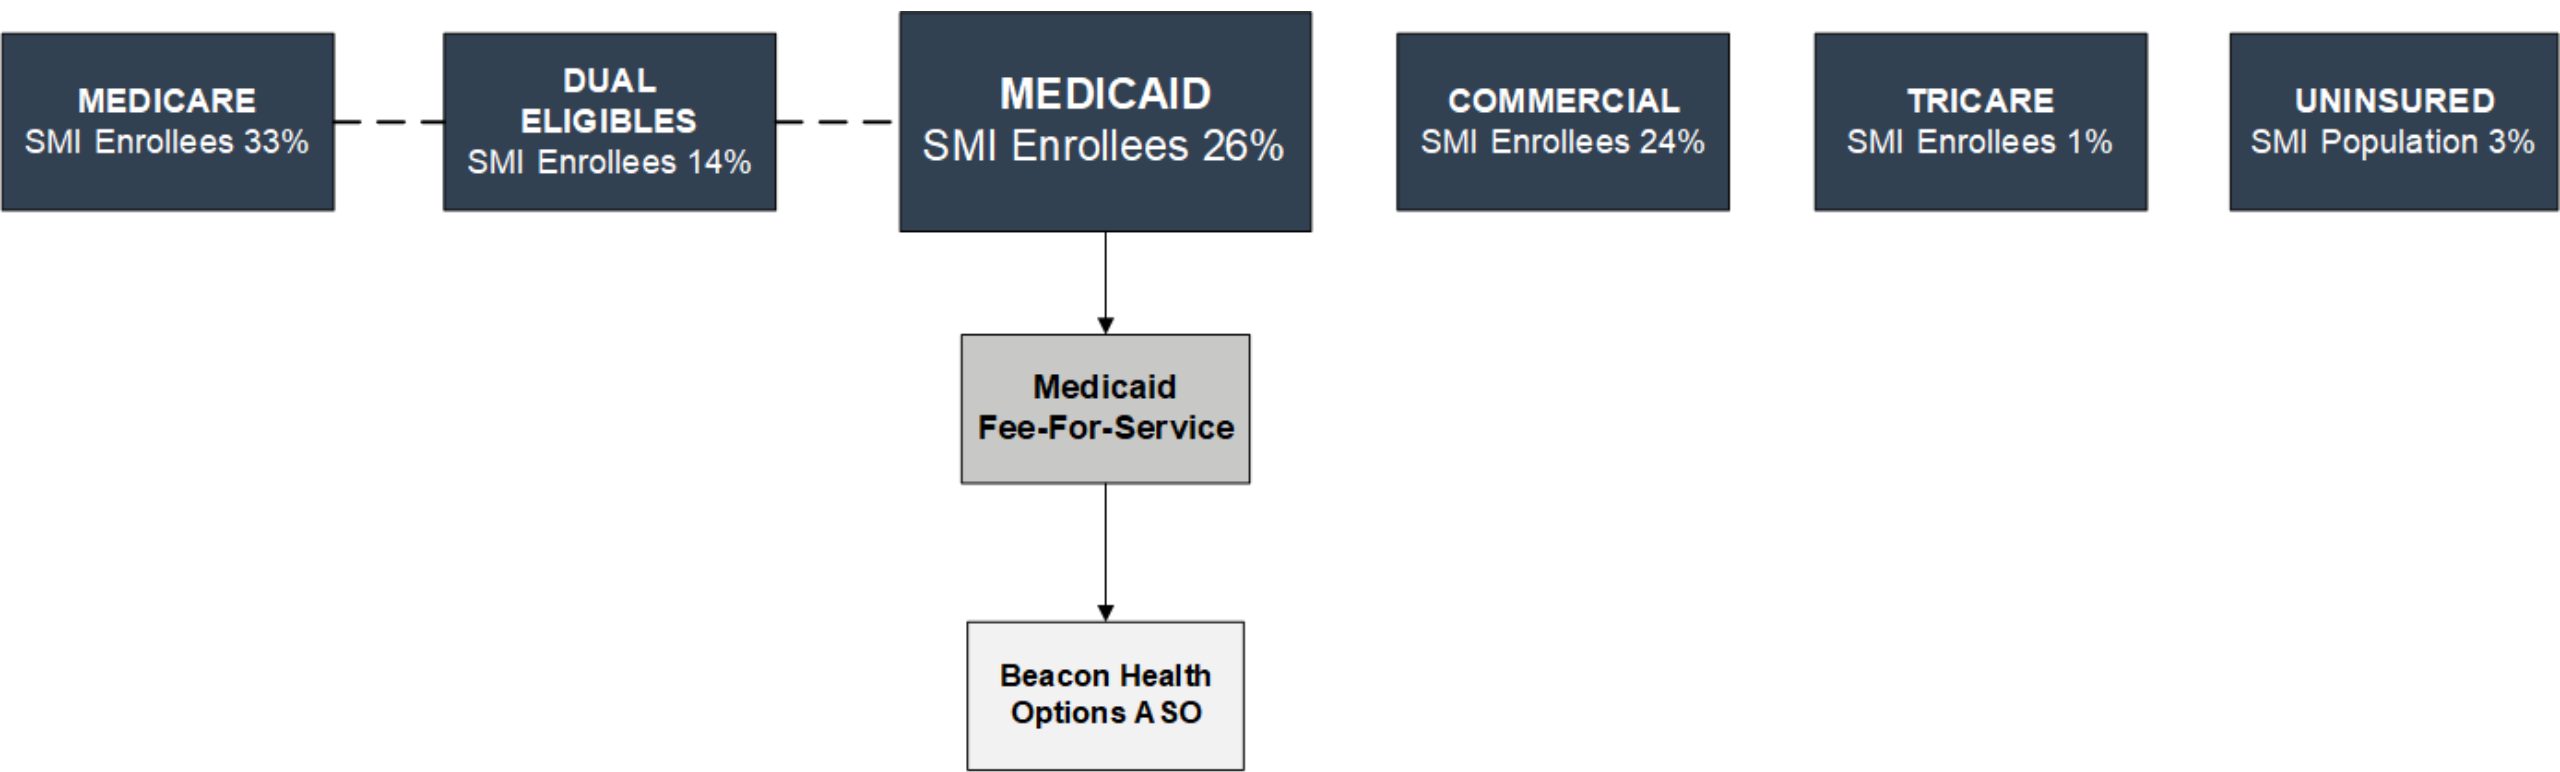 MEDICARE
SMI Enrollees 33%
DUAL
ELIGIBLES
SMI Enrollees 14%
MEDICAID
SMI Enrollees 26%
COMMERCIAL
SMI Enrollees 24%
TRICARE
SMI Enrollees 1%
UNINSURED
SMI Population 3%
Medicaid
Fee-For-Service
Beacon Health
Options ASO